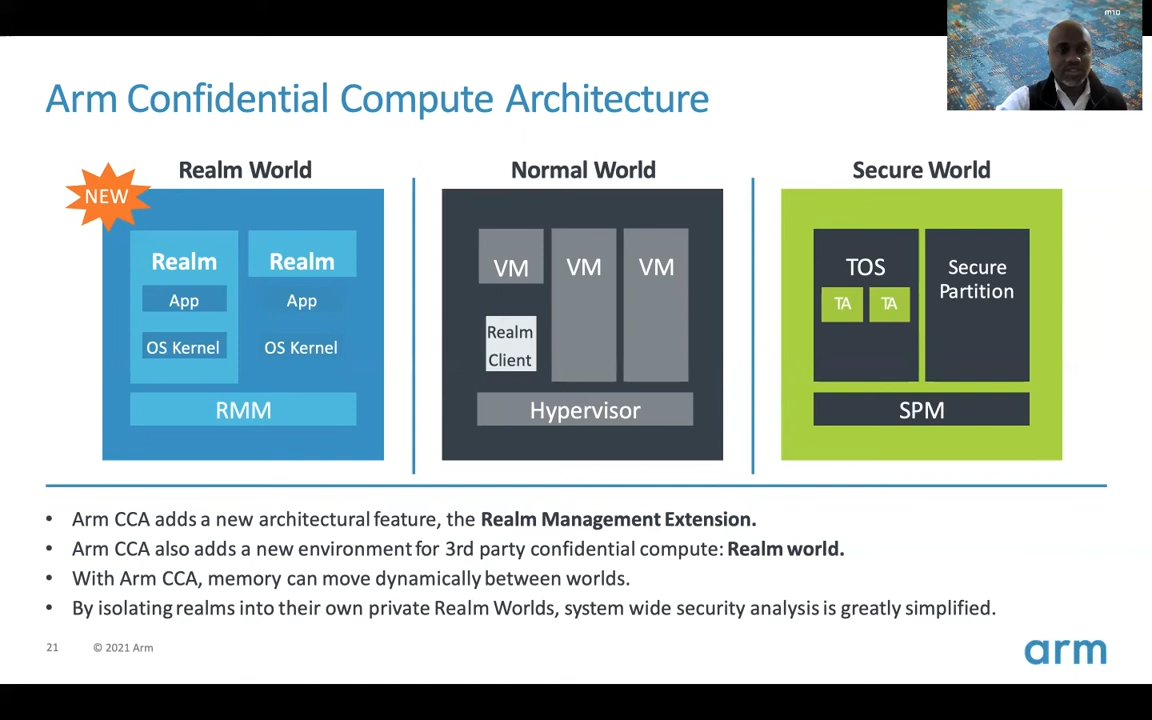 m10
Arm Confidential Compute Architecture
Realm World
Normal World
Secure World
NEW
Realm
App
OS Kernel
Realm
App
OS Kernel
RMM
VM
VM
VM
Realm
Client
Hypervisor
TOS
TA
TA
Secure
Partition
SPM
• Arm CCA adds a new architectural feature, the Realm Management Extension.
• Arm CCA also adds a new environment for 3rd party confidential compute: Realm world.
• With Arm CCA, memory can move dynamically between worlds.
• By isolating realms into their own private Realm Worlds, system wide security analysis is greatly simplified.
21 © 2021 Arm
arm